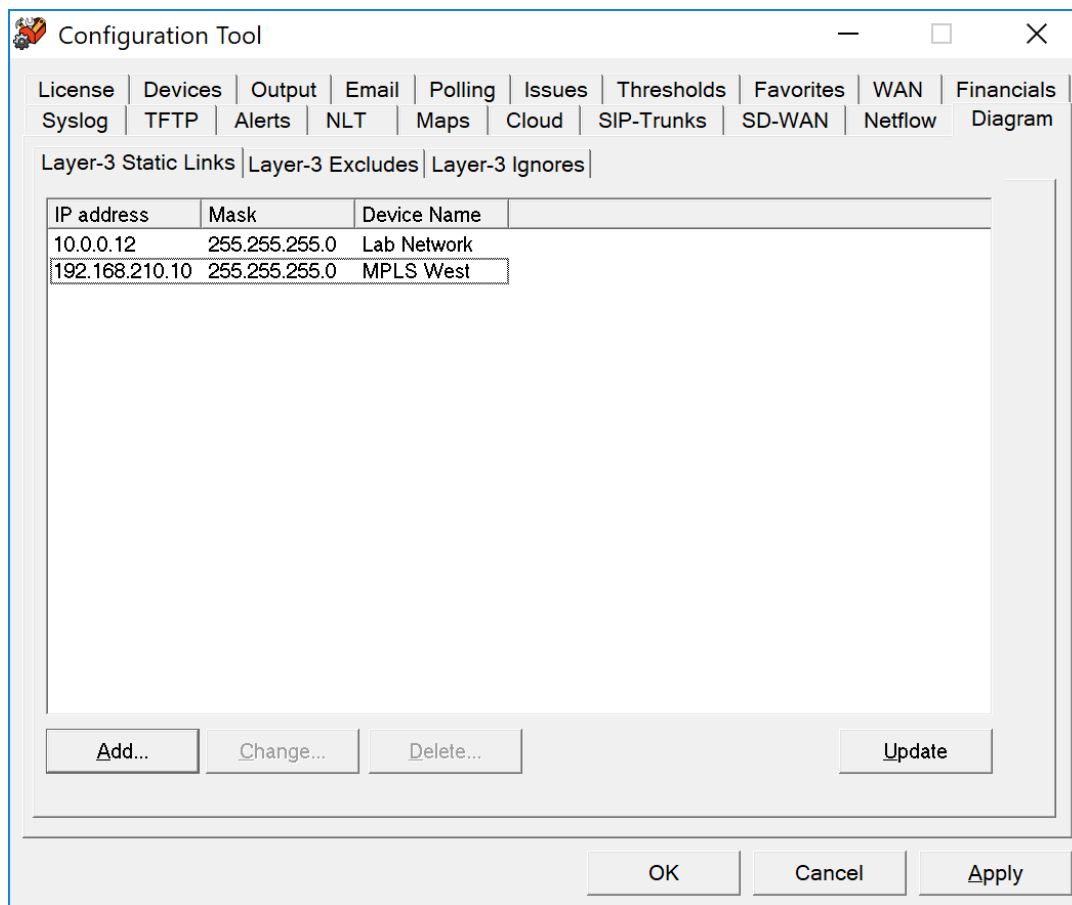 Configuration Tool
License Devices Output Email Polling Issues Thresholds Favorites WAN Financials
Syslog TFTP Alerts NLT Maps Cloud SIP-Trunks SD-WAN Netflow Diagram
Layer-3 Static Links Layer-3 Excludes Layer-3 Ignores
IP address Mask Device Name
10.0.0.12 255.255.255.0 Lab Network
192.168.210.10 255.255.255.0 MPLS West
Add... Change... Delete... Update
OK Cancel Apply